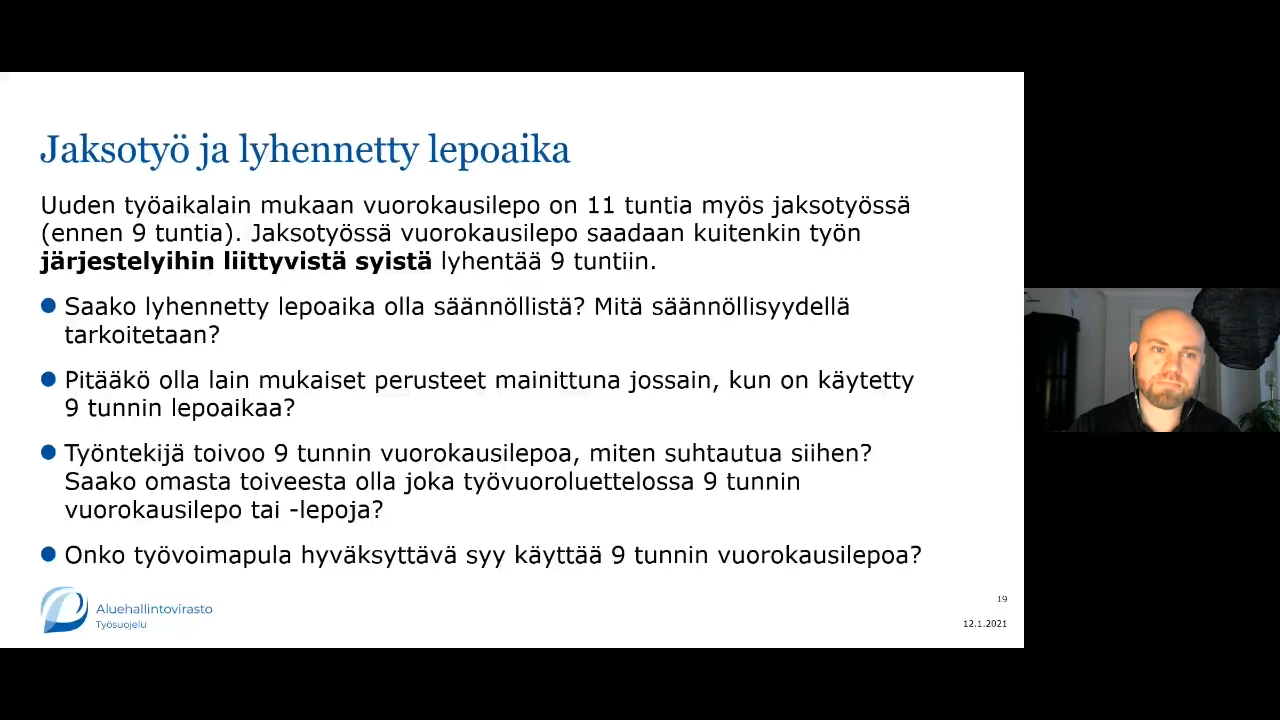 Jaksotyö ja lyhennetty lepoaika
Uuden työaikalain mukaan vuorokausilepo on 11 tuntia myös jaksotyössä
(ennen 9 tuntia). Jaksotyössä vuorokausilepo saadaan kuitenkin työn
järjestelyihin liittyvistä syistä lyhentää 9 tuntiin.
Saako lyhennetty lepoaika olla säännöllistä? Mitä säännöllisyydellä
tarkoitetaan?
Pitääkö olla lain mukaiset perusteet mainittuna jossain, kun on käytetty
9 tunnin lepoaikaa?
Työntekijä toivoo 9 tunnin vuorokausilepoa, miten suhtautua siihen?
Saako omasta toiveesta olla joka työvuoroluettelossa 9 tunnin
vuorokausilepo tai -lepoja?
Onko työvoimapula hyväksyttävä syy käyttää 9 tunnin vuorokausilepoa?
Aluehallintovirasto
Työsuojelu
19
12.1.2021